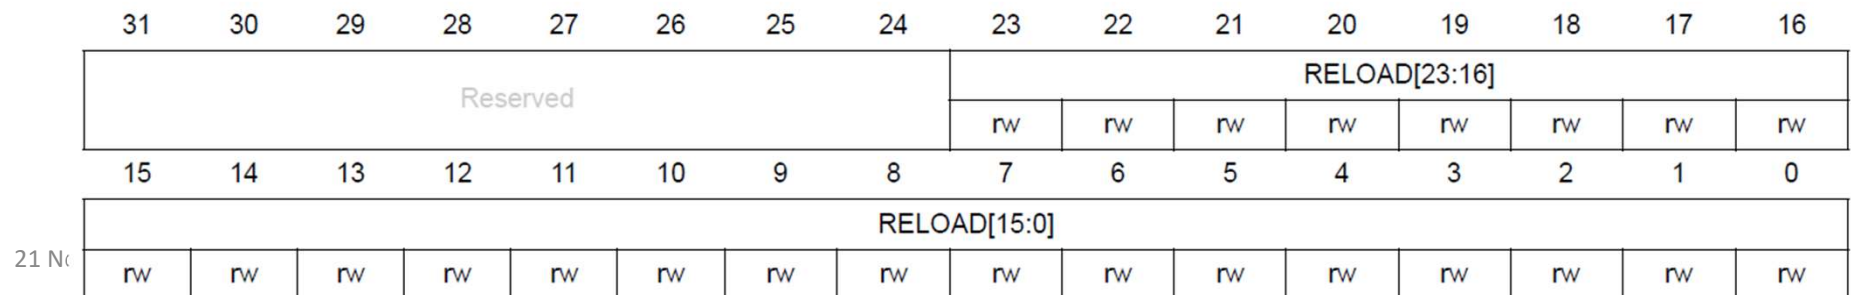 31 30 29 28 27 26 25 24 23 22 21 20 19 18 17 16
Reserved
RELOAD[23:16]
rw rw rw rw rw rw rw rw
15 14 13 12 11 10 9 8 7 6 5 4 3 2 1 0
RELOAD[15:0]
21
rw rw rw rw rw rw rw rw rw rw rw rw rw rw rw rw